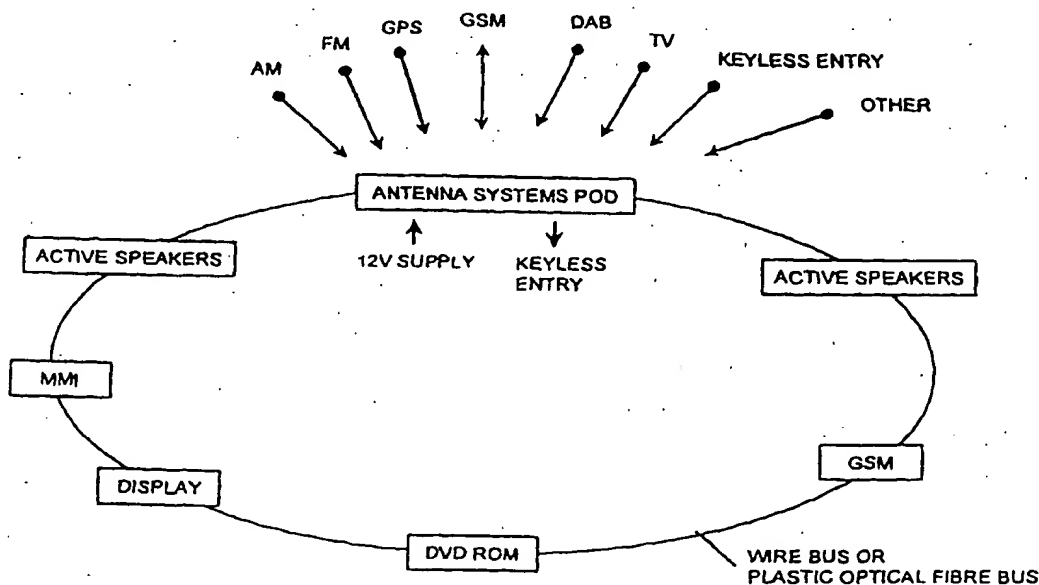 AM
FM
GPS
GSM
DAB
TV
KEYLESS ENTRY
OTHER
ANTENNA SYSTEMS POD
12V SUPPLY
KEYLESS
ENTRY
ACTIVE SPEAKERS
ACTIVE SPEAKERS
MMI
GSM
DISPLAY
DVD ROM
WIRE BUS OR
PLASTIC OPTICAL FIBRE BUS